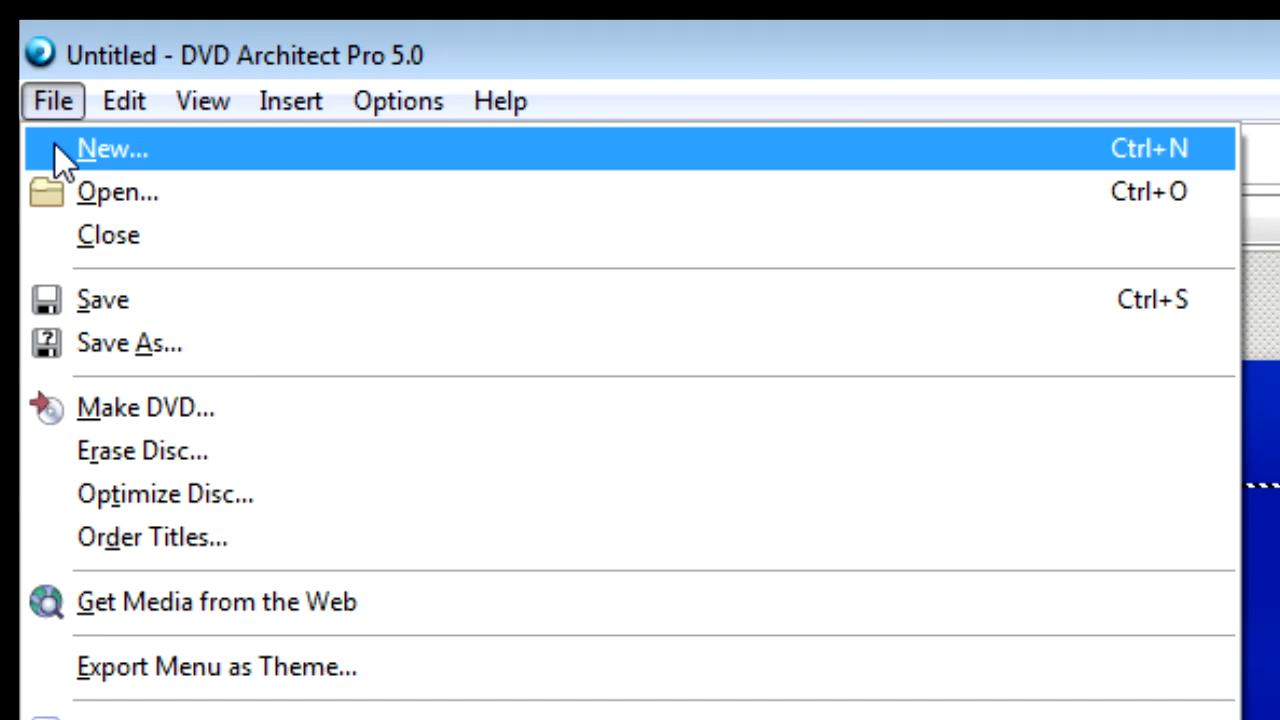 Untitled - DVD Architect Pro 5.0
File Edit View Insert Options Help
New... Ctrl+N
Open... Ctrl+O
Close
Save Ctrl+S
Save As...
Make DVD...
Erase Disc...
Optimize Disc...
Order Titles...
Get Media from the Web
Export Menu as Theme...